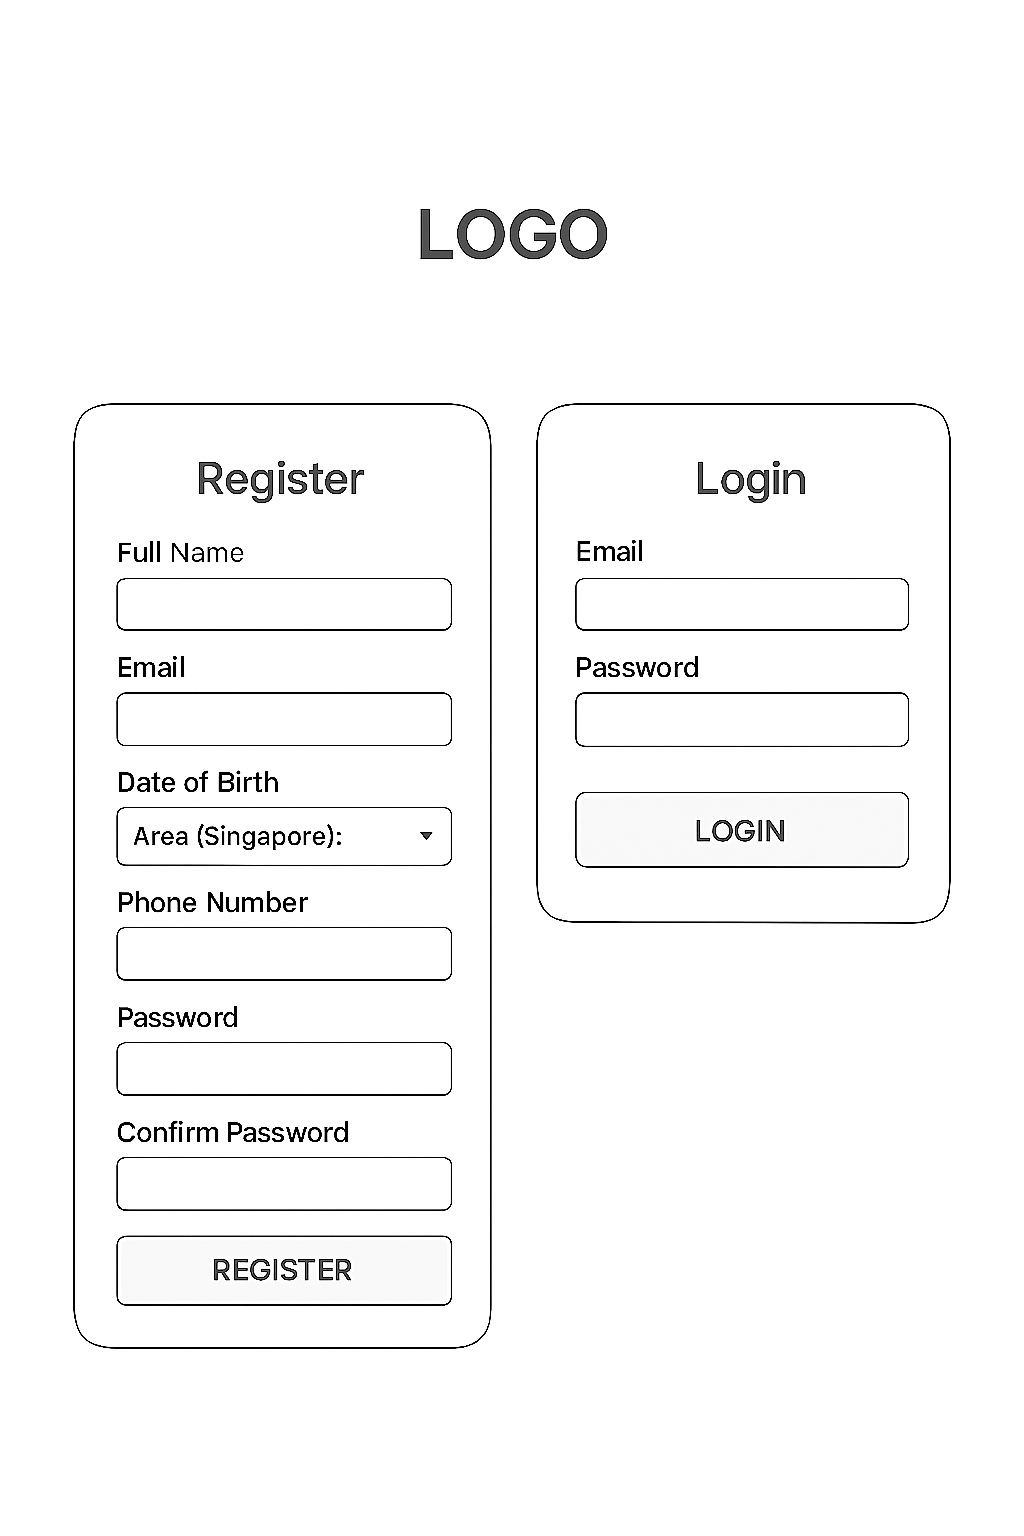 LOGO
Register
Full Name
Email
Date of Birth
Area (Singapore):
Phone Number
Password
Confirm Password
REGISTER
Login
Email
Password
LOGIN